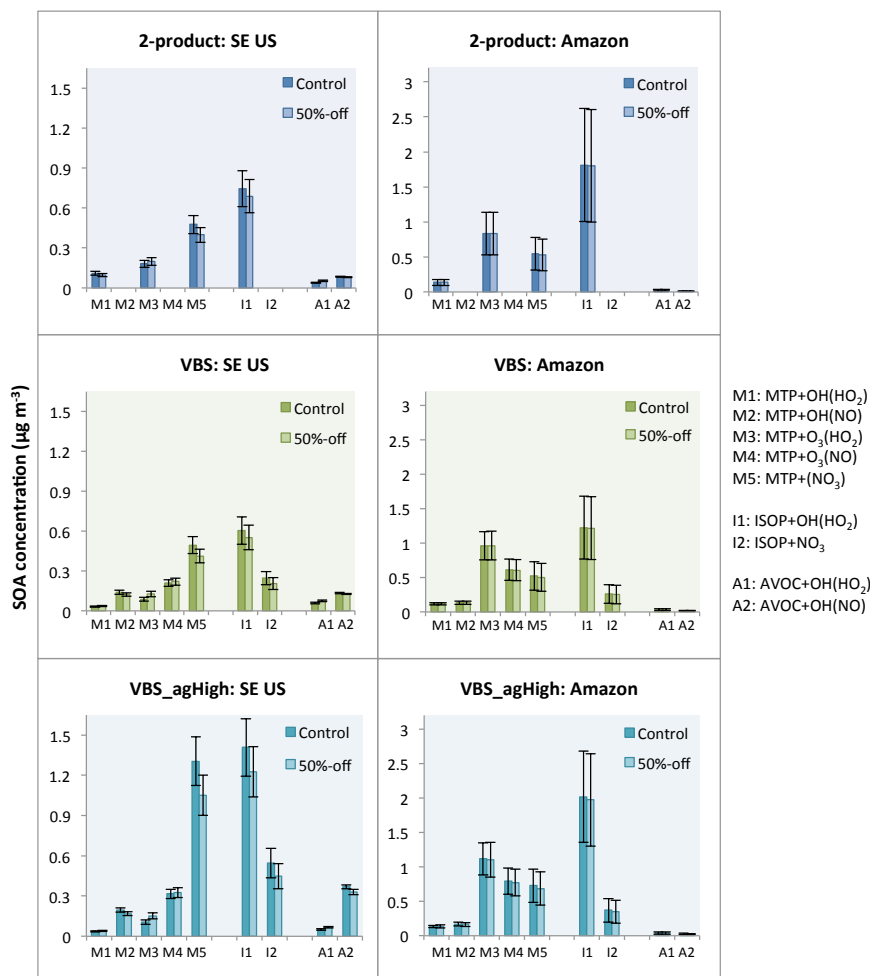 2-product: SE US
1.5
1.2
0.9
0.6
0.3
0
Control
50%-off
M1 M2 M3 M4 M5 I1 I2 A1 A2
2-product: Amazon
3
2.5
2
1.5
1
0.5
0
Control
50%-off
M1 M2 M3 M4 M5 I1 I2 A1 A2
SOA concentration (µg m⁻³)
VBS: SE US
1.5
1.2
0.9
0.6
0.3
0
Control
50%-off
M1 M2 M3 M4 M5 I1 I2 A1 A2
VBS: Amazon
3
2.5
2
1.5
1
0.5
0
Control
50%-off
M1 M2 M3 M4 M5 I1 I2 A1 A2
VBS_agHigh: SE US
1.5
1.2
0.9
0.6
0.3
0
Control
50%-off
M1 M2 M3 M4 M5 I1 I2 A1 A2
VBS_agHigh: Amazon
3
2.5
2
1.5
1
0.5
0
Control
50%-off
M1 M2 M3 M4 M5 I1 I2 A1 A2
M1: MTP+OH(HO₂)
M2: MTP+OH(NO)
M3: MTP+O₃(HO₂)
M4: MTP+O₃(NO)
M5: MTP+(NO₃)
I1: ISOP+OH(HO₂)
I2: ISOP+NO₃
A1: AVOC+OH(HO₂)
A2: AVOC+OH(NO)